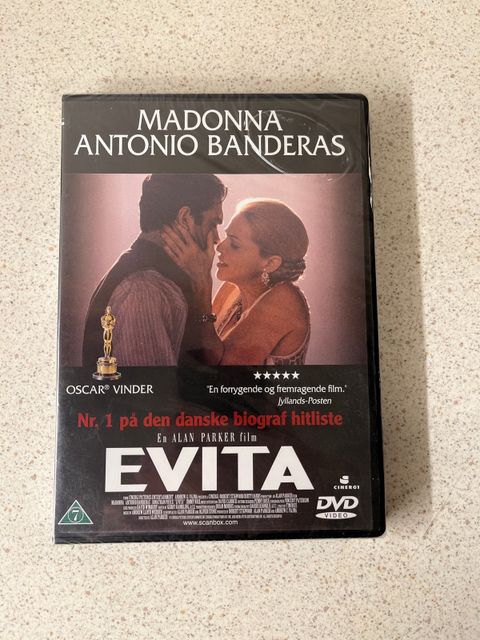 MADONNA
ANTONIO BANDERAS
OSCAR® VINDER
★★★★★
"En forrygende og fremragende film."
Jyllands-Posten
Nr. 1 på den danske biograf hitliste
En ALAN PARKER film
EVITA
CINERGI
7
DVD
VIDEO
www.scanbox.com